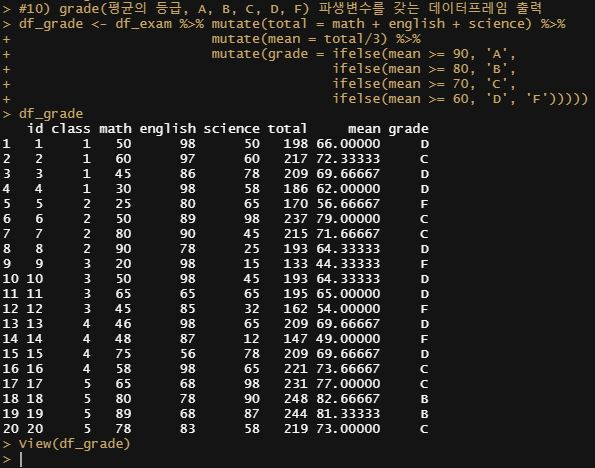 > #10) grade(평균의 등급, A, B, C, D, F) 파생변수를 갖는 데이터프레임 출력
> df_grade <- df_exam %>% mutate(total = math + english + science) %>%
+                         mutate(mean = total/3) %>%
+                         mutate(grade = ifelse(mean >= 90, 'A',
+                                        ifelse(mean >= 80, 'B',
+                                        ifelse(mean >= 70, 'C',
+                                        ifelse(mean >= 60, 'D', 'F')))))
> df_grade
   id class math english science total     mean grade
1   1     1   50      98      50   198 66.00000     D
2   2     1   60      97      60   217 72.33333     C
3   3     1   45      86      78   209 69.66667     D
4   4     1   30      98      58   186 62.00000     D
5   5     2   25      80      65   170 56.66667     F
6   6     2   50      89      98   237 79.00000     C
7   7     2   80      90      45   215 71.66667     C
8   8     2   90      78      25   193 64.33333     D
9   9     3   20      98      15   133 44.33333     F
10 10     3   50      98      45   193 64.33333     D
11 11     3   65      65      65   195 65.00000     D
12 12     3   45      85      32   162 54.00000     F
13 13     4   46      98      65   209 69.66667     D
14 14     4   48      87      12   147 49.00000     F
15 15     4   75      56      78   209 69.66667     D
16 16     4   58      98      65   221 73.66667     C
17 17     5   65      68      98   231 77.00000     C
18 18     5   80      78      90   248 82.66667     B
19 19     5   89      68      87   244 81.33333     B
20 20     5   78      83      58   219 73.00000     C
> View(df_grade)
>